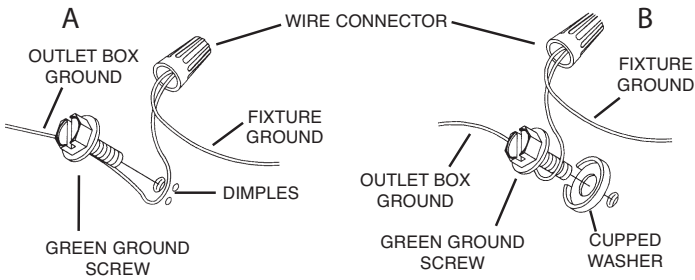 A
B
WIRE CONNECTOR
OUTLET BOX
GROUND
FIXTURE
GROUND
DIMPLES
GREEN GROUND
SCREW
FIXTURE
GROUND
OUTLET BOX
GROUND
GREEN GROUND
SCREW
CUPPED
WASHER